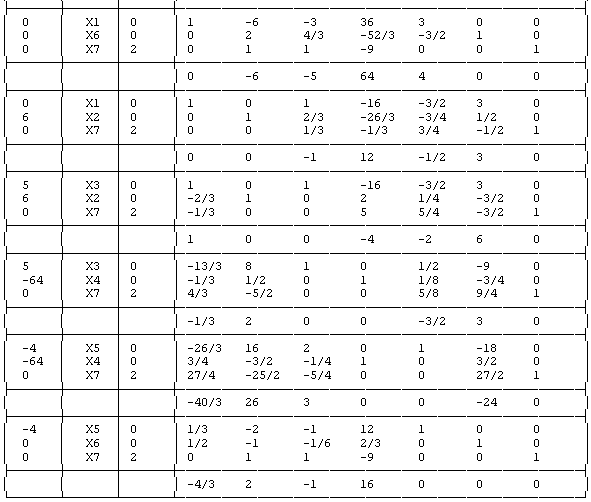 0 X1 0 1 -6 -3 36 3 0 0
0 X6 0 0 2 4/3 -52/3 -3/2 1 0
0 X7 2 0 1 1 -9 0 0 1
0 -6 -5 64 4 0 0
0 X1 0 1 0 1 -16 -3/2 3 0
6 X2 0 0 1 2/3 -26/3 -3/4 1/2 0
0 X7 2 0 0 1/3 -1/3 3/4 -1/2 1
0 0 -1 12 -1/2 3 0
5 X3 0 1 0 1 -16 -3/2 3 0
6 X2 0 -2/3 1 0 2 1/4 -3/2 0
0 X7 2 -1/3 0 0 5 5/4 -3/2 1
1 0 0 -4 -2 6 0
5 X3 0 -13/3 8 1 0 1/2 -9 0
-64 X4 0 -1/3 1/2 0 1 1/8 -3/4 0
0 X7 2 4/3 -5/2 0 0 5/8 9/4 1
-1/3 2 0 0 -3/2 3 0
-4 X5 0 -26/3 16 2 0 1 -18 0
-64 X4 0 3/4 -3/2 -1/4 1 0 3/2 0
0 X7 2 27/4 -25/2 -5/4 0 0 27/2 1
-40/3 26 3 0 0 -24 0
-4 X5 0 1/3 -2 -1 12 1 0 0
0 X6 0 1/2 -1 -1/6 2/3 0 1 0
0 X7 2 0 1 1 -9 0 0 1
-4/3 2 -1 16 0 0 0